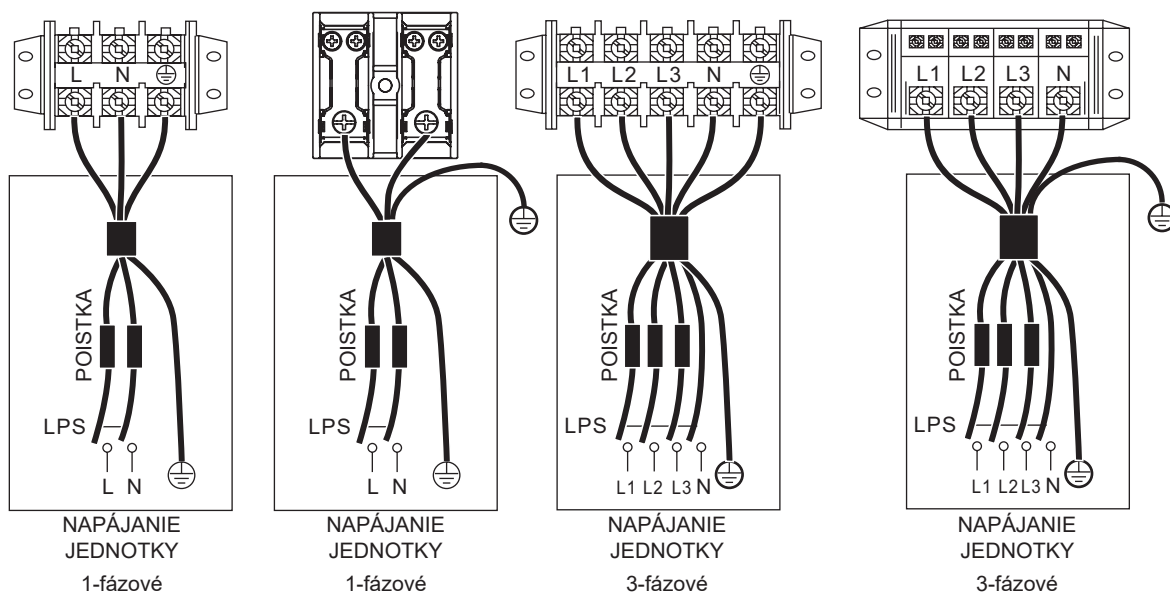 L N
POISTKA
LPS
L N
NAPÁJANIE
JEDNOTKY
1-fázové
POISTKA
LPS
L N
NAPÁJANIE
JEDNOTKY
1-fázové
L1 L2 L3 N
POISTKA
LPS
L1 L2 L3 N
NAPÁJANIE
JEDNOTKY
3-fázové
L1 L2 L3 N
POISTKA
LPS
L1 L2 L3 N
NAPÁJANIE
JEDNOTKY
3-fázové